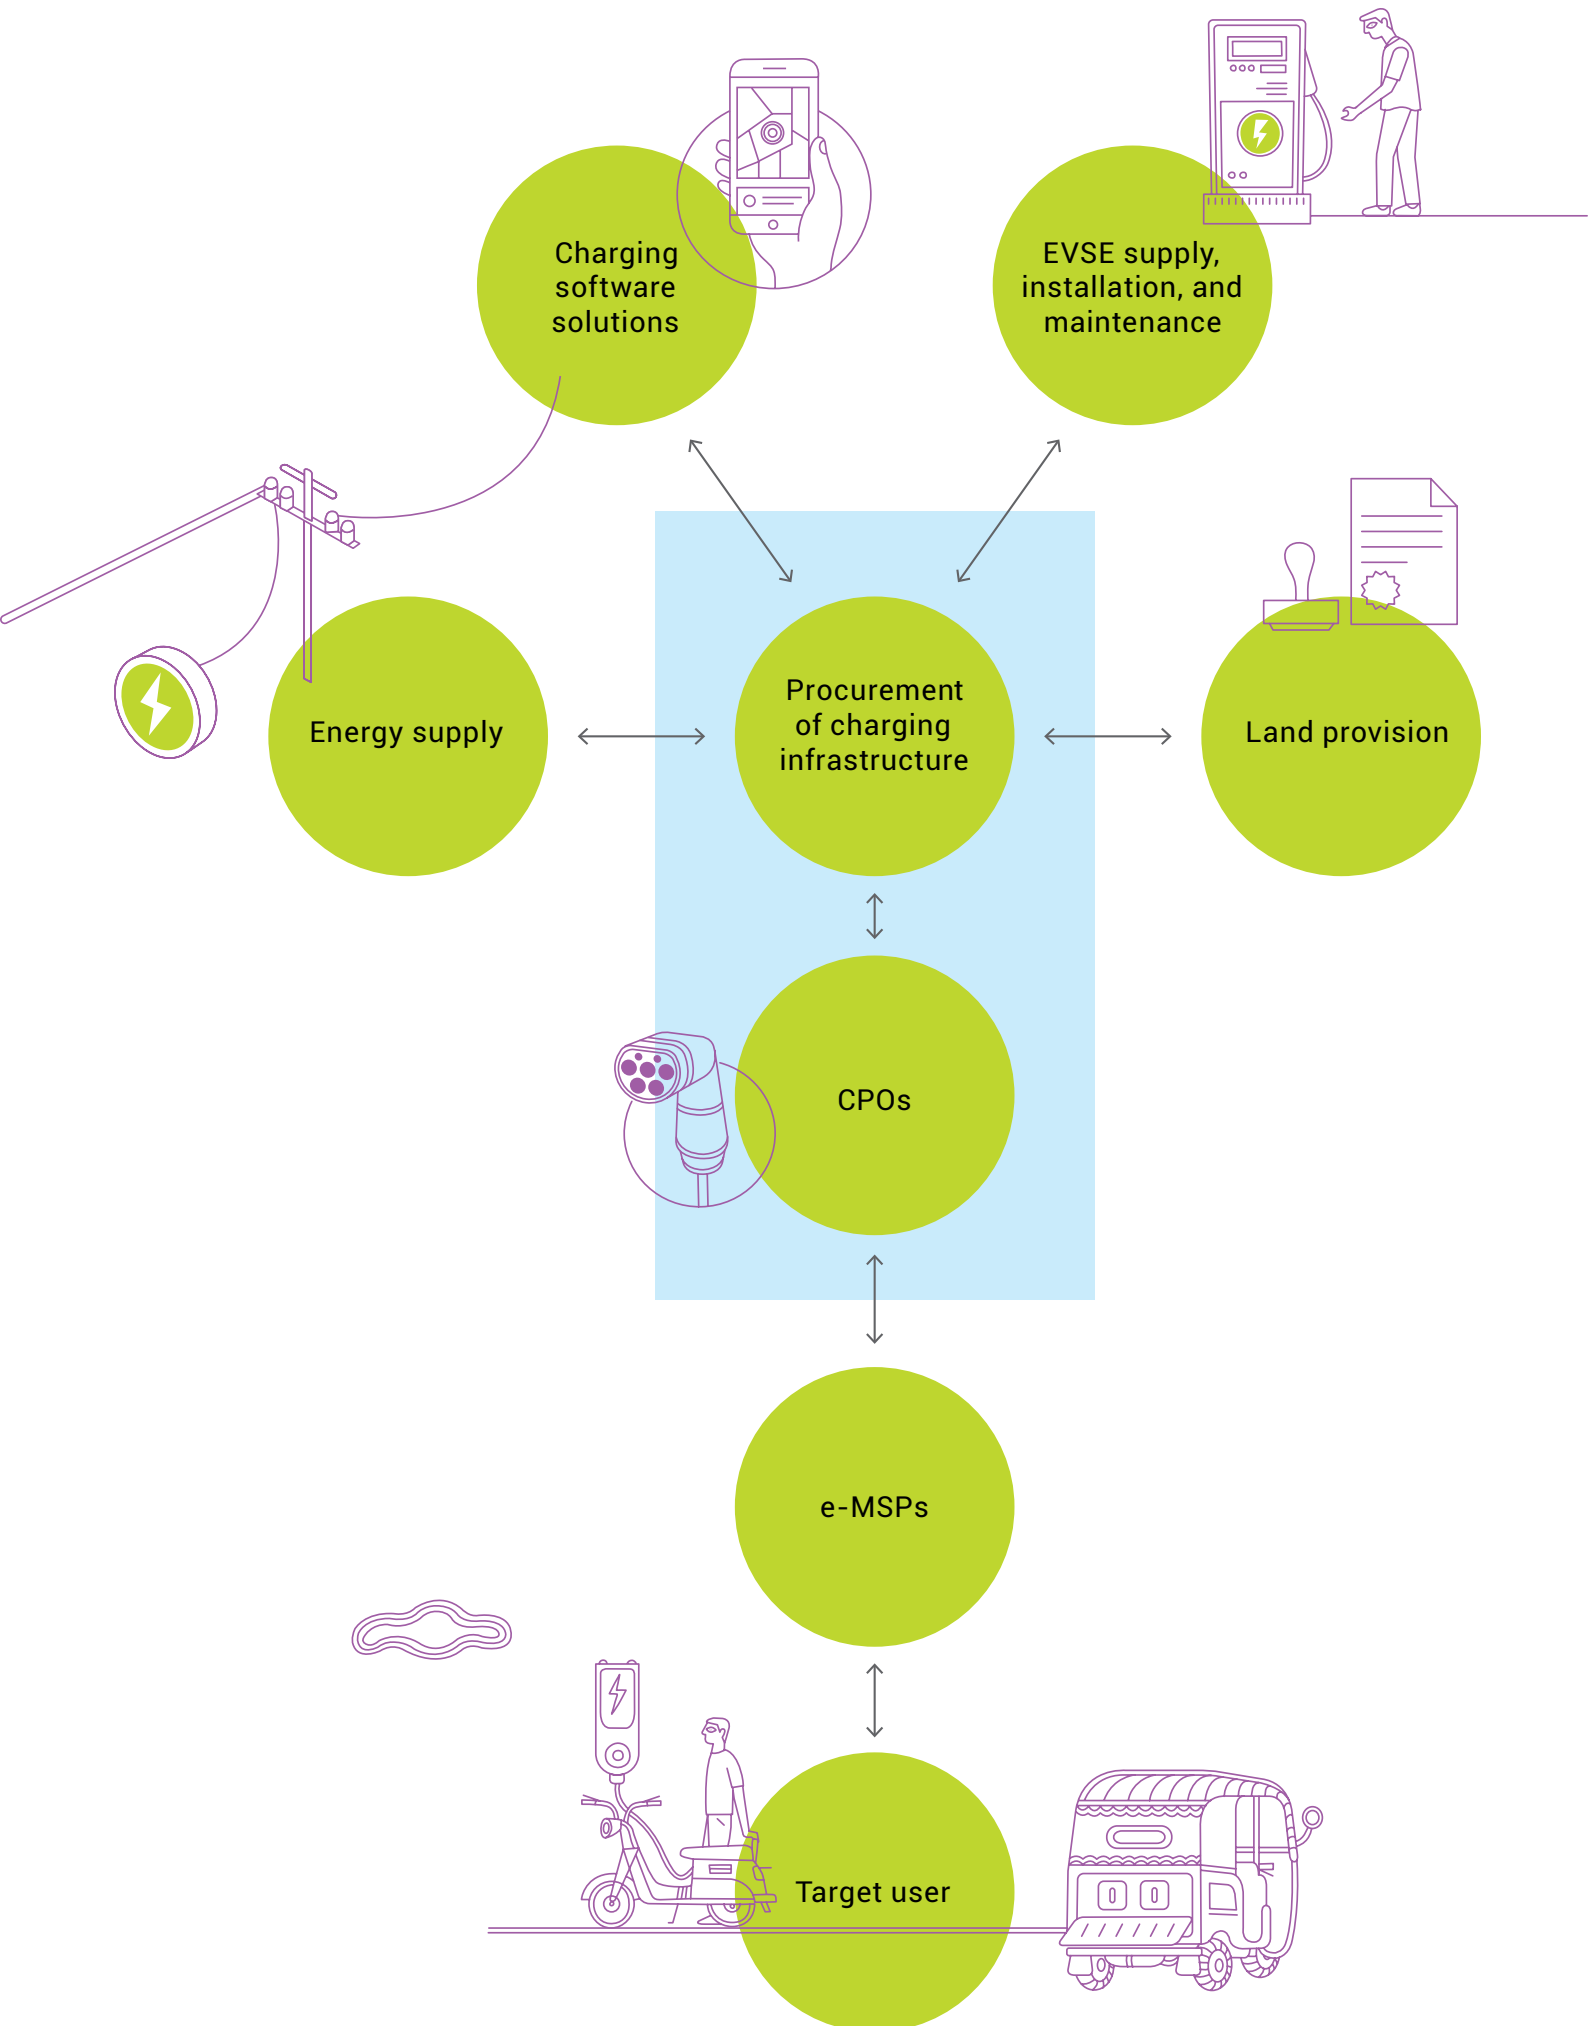 Charging
software
solutions
EVSE supply,
installation, and
maintenance
Energy supply
Procurement
of charging
infrastructure
Land provision
CPOs
e-MSPs
Target user